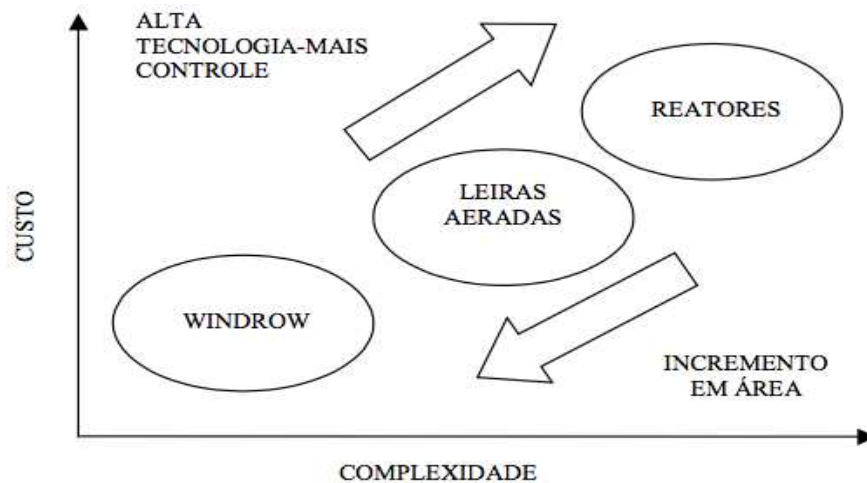 ALTA
TECNOLOGIA-MAIS
CONTROLE
REATORES
LEIRAS
AERADAS
CUSTO
WINDROW
INCREMENTO
EM ÁREA
COMPLEXIDADE